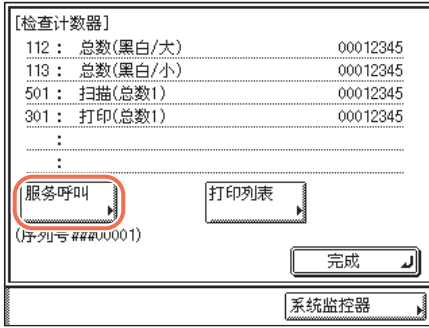 [检查计数器]
112 : 总数(黑白/大) 00012345
113 : 总数(黑白/小) 00012345
501 : 扫描(总数1) 00012345
301 : 打印(总数1) 00012345
:
:
服务呼叫 打印列表
(序列号###00001)
完成
系统监控器